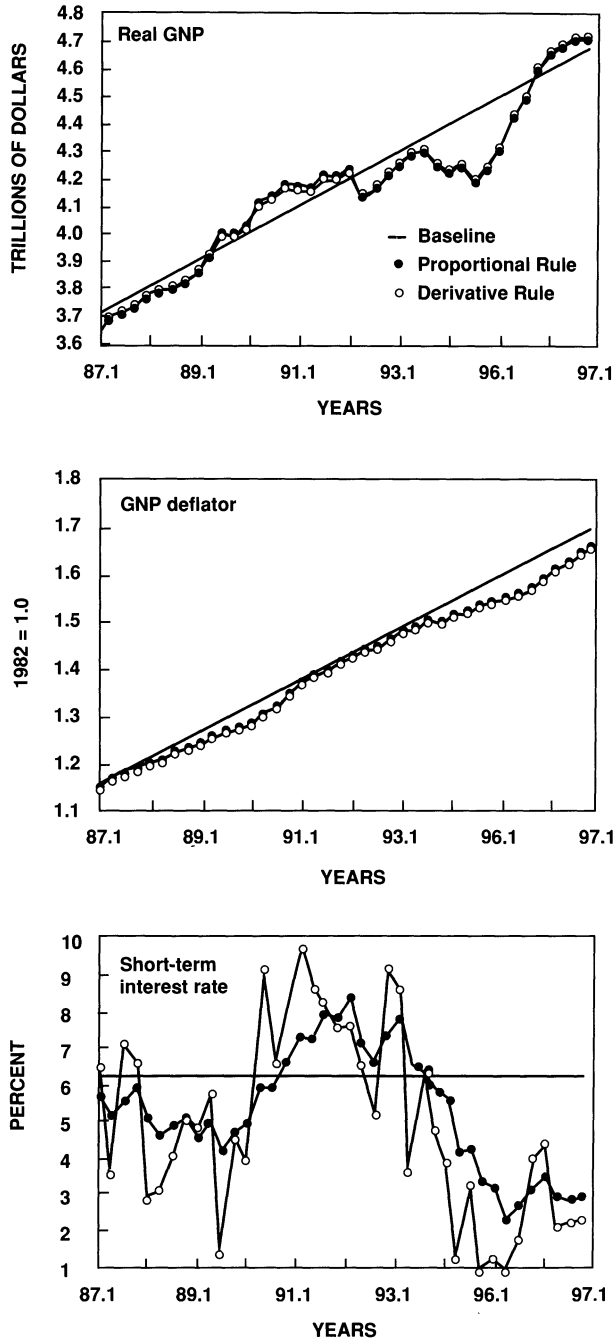 Real GNP
TRILLIONS OF DOLLARS
4.8
4.7
4.6
4.5
4.4
4.3
4.2
4.1
4.0
3.9
3.8
3.7
3.6
Baseline
Proportional Rule
Derivative Rule
87.1 89.1 91.1 93.1 96.1 97.1
YEARS
GNP deflator
1982 = 1.0
1.8
1.7
1.6
1.5
1.4
1.3
1.2
1.1
87.1 89.1 91.1 93.1 96.1 97.1
YEARS
Short-term
interest rate
PERCENT
10
9
8
7
6
5
4
3
2
1
87.1 89.1 91.1 93.1 96.1 97.1
YEARS